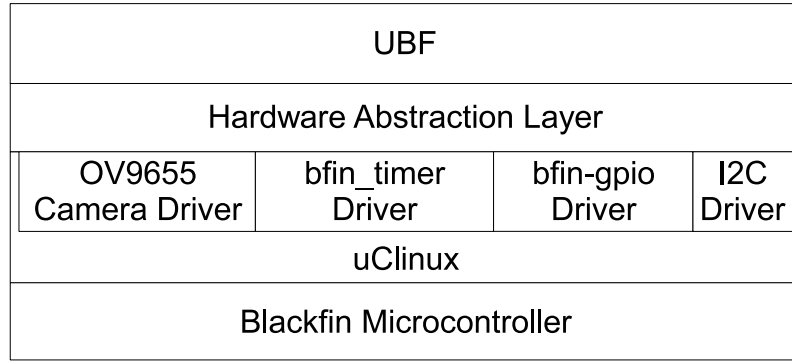 UBF
Hardware Abstraction Layer
OV9655 Camera Driver
bfin_timer Driver
bfin-gpio Driver
I2C Driver
uClinux
Blackfin Microcontroller